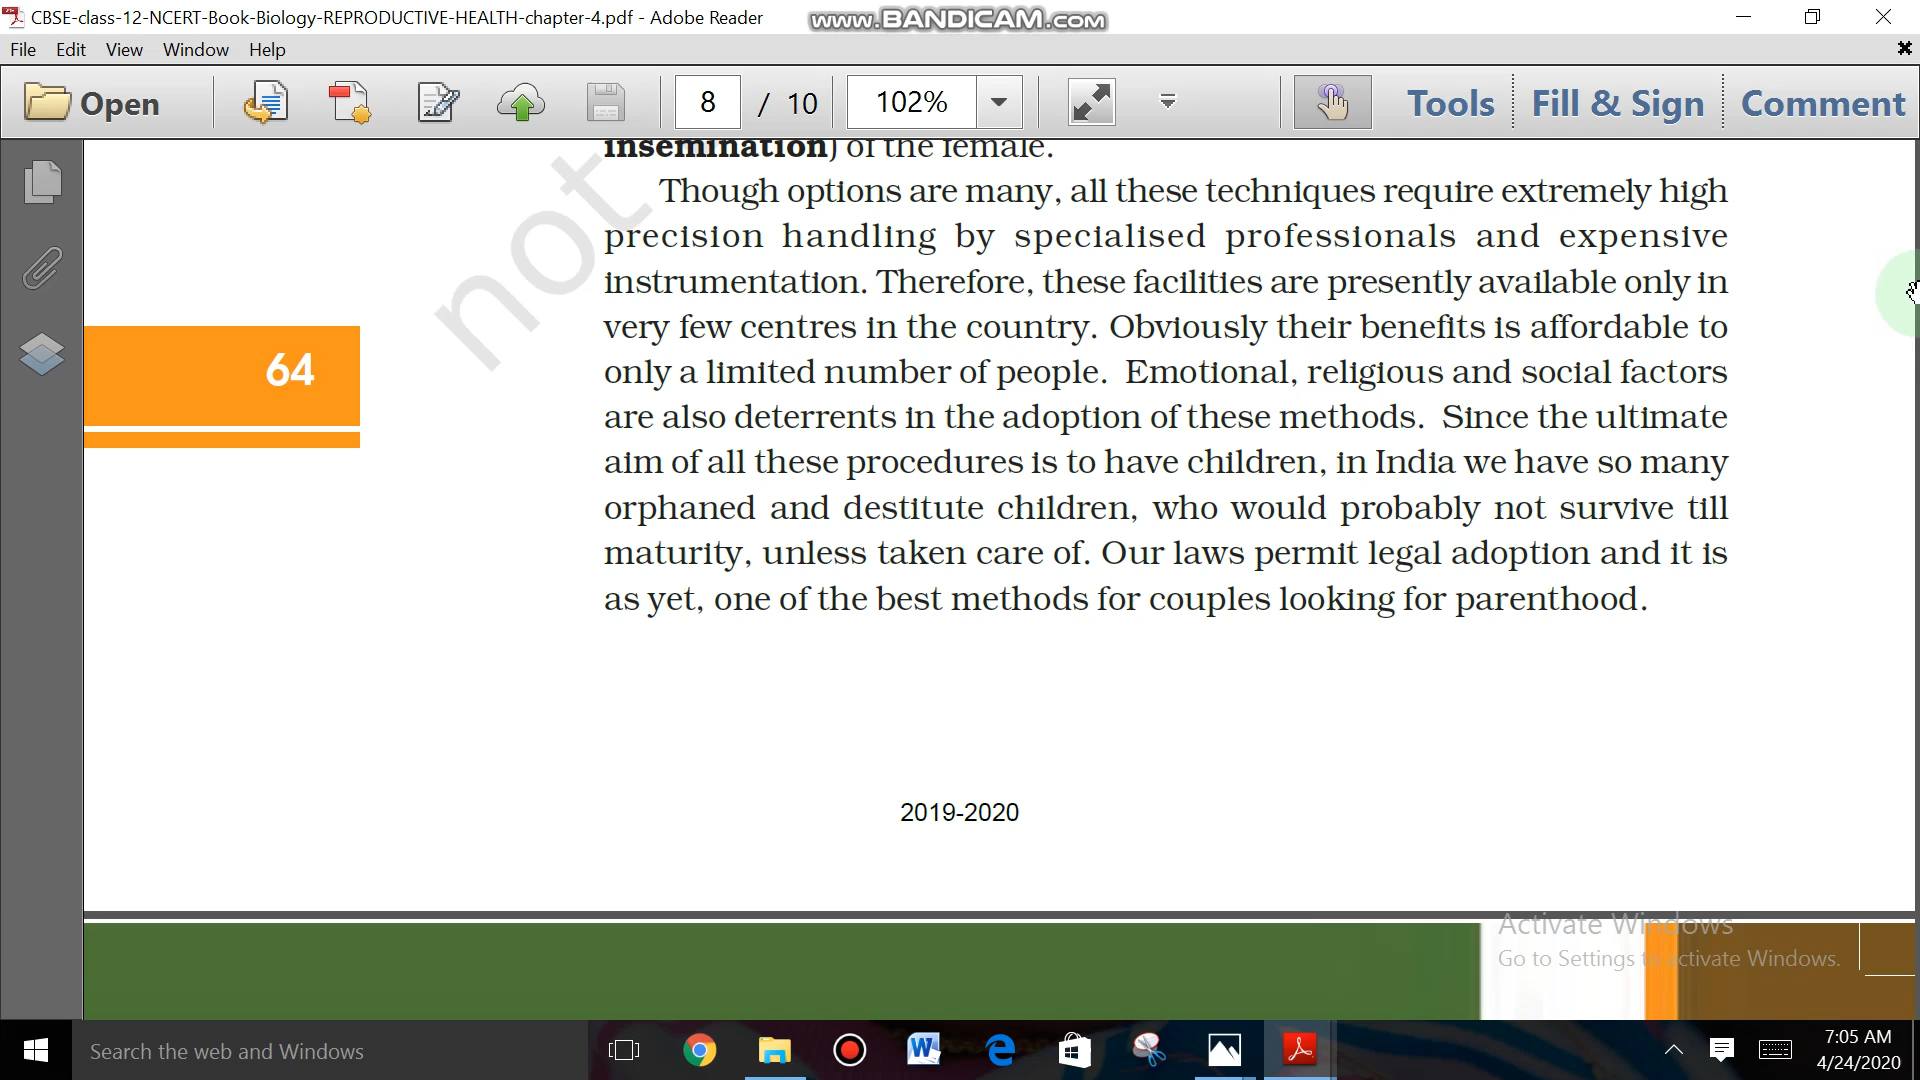 CBSE-class-12-NCERT-Book-Biology-REPRODUCTIVE-HEALTH-chapter-4.pdf - Adobe Reader
www.BANDICAM.com
File Edit View Window Help
Open 8 / 10 102% Tools Fill & Sign Comment
insemination) of the female.
Though options are many, all these techniques require extremely high
precision handling by specialised professionals and expensive
instrumentation. Therefore, these facilities are presently available only in
very few centres in the country. Obviously their benefits is affordable to
only a limited number of people. Emotional, religious and social factors
are also deterrents in the adoption of these methods. Since the ultimate
aim of all these procedures is to have children, in India we have so many
orphaned and destitute children, who would probably not survive till
maturity, unless taken care of. Our laws permit legal adoption and it is
as yet, one of the best methods for couples looking for parenthood.
not
64
2019-2020
Activate Windows
Go to Settings to activate Windows.
Search the web and Windows
7:05 AM
4/24/2020